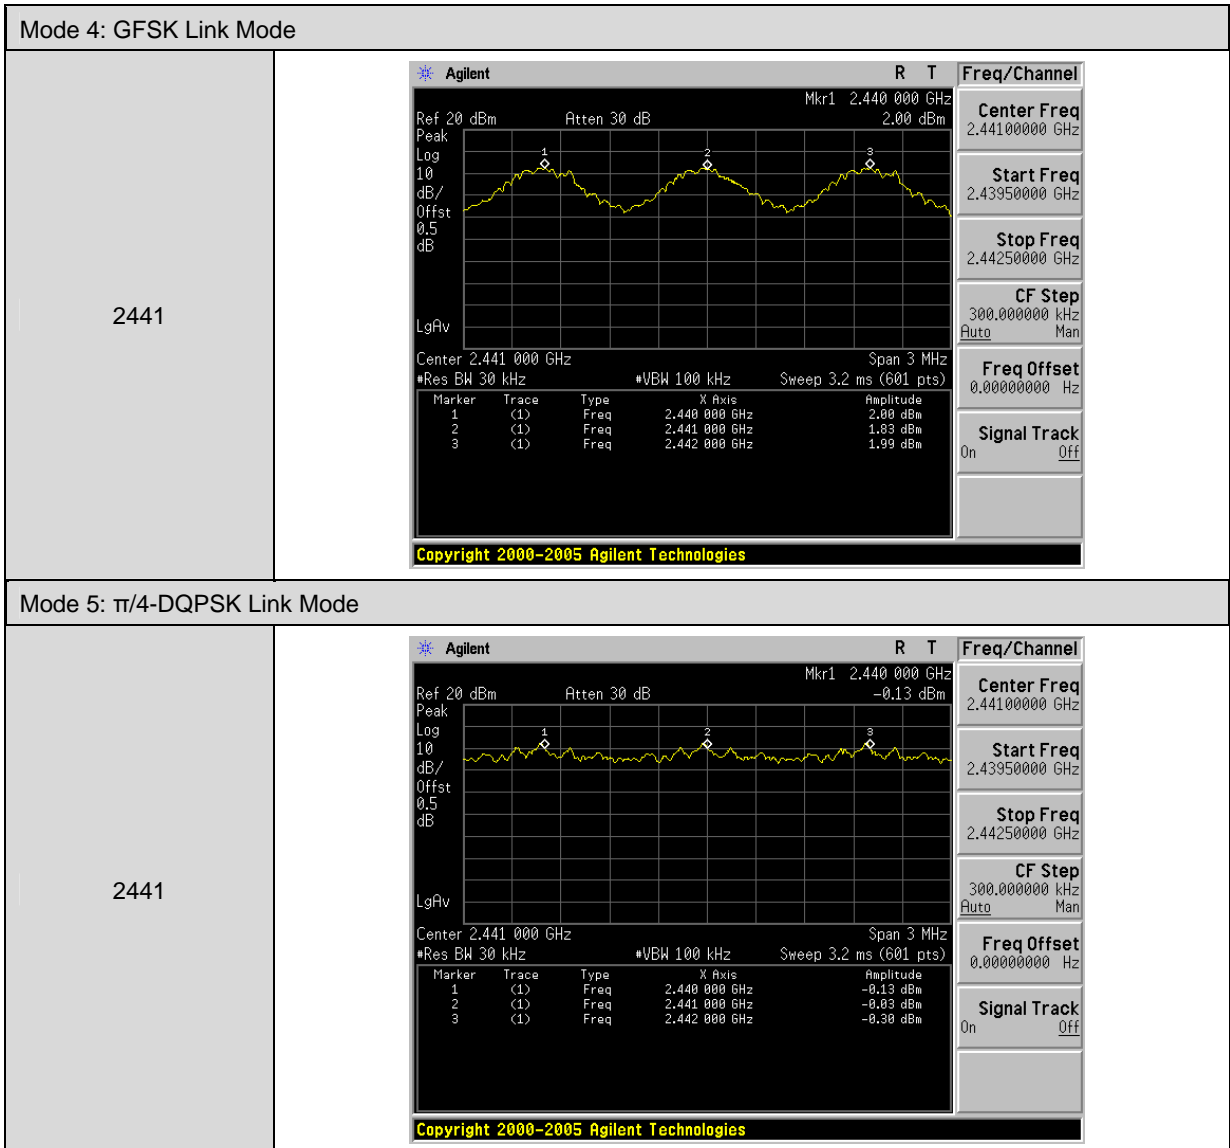 Mode 4: GFSK Link Mode
2441
Agilent R T Freq/Channel
Mkr1 2.440 000 GHz
Ref 20 dBm Atten 30 dB 2.00 dBm
Peak
Log
10
dB/
Offst
0.5
dB
LgAv
1 2 3
Center 2.441 000 GHz Span 3 MHz
#Res BW 30 kHz #VBW 100 kHz Sweep 3.2 ms (601 pts)
Marker Trace Type X Axis Amplitude
1 (1) Freq 2.440 000 GHz 2.00 dBm
2 (1) Freq 2.441 000 GHz 1.83 dBm
3 (1) Freq 2.442 000 GHz 1.99 dBm
Center Freq
2.44100000 GHz
Start Freq
2.43950000 GHz
Stop Freq
2.44250000 GHz
CF Step
300.000000 kHz
Auto Man
Freq Offset
0.00000000 Hz
Signal Track
On Off
Copyright 2000-2005 Agilent Technologies
Mode 5: π/4-DQPSK Link Mode
2441
Agilent R T Freq/Channel
Mkr1 2.440 000 GHz
Ref 20 dBm Atten 30 dB -0.13 dBm
Peak
Log
10
dB/
Offst
0.5
dB
LgAv
1 2 3
Center 2.441 000 GHz Span 3 MHz
#Res BW 30 kHz #VBW 100 kHz Sweep 3.2 ms (601 pts)
Marker Trace Type X Axis Amplitude
1 (1) Freq 2.440 000 GHz -0.13 dBm
2 (1) Freq 2.441 000 GHz -0.03 dBm
3 (1) Freq 2.442 000 GHz -0.30 dBm
Center Freq
2.44100000 GHz
Start Freq
2.43950000 GHz
Stop Freq
2.44250000 GHz
CF Step
300.000000 kHz
Auto Man
Freq Offset
0.00000000 Hz
Signal Track
On Off
Copyright 2000-2005 Agilent Technologies